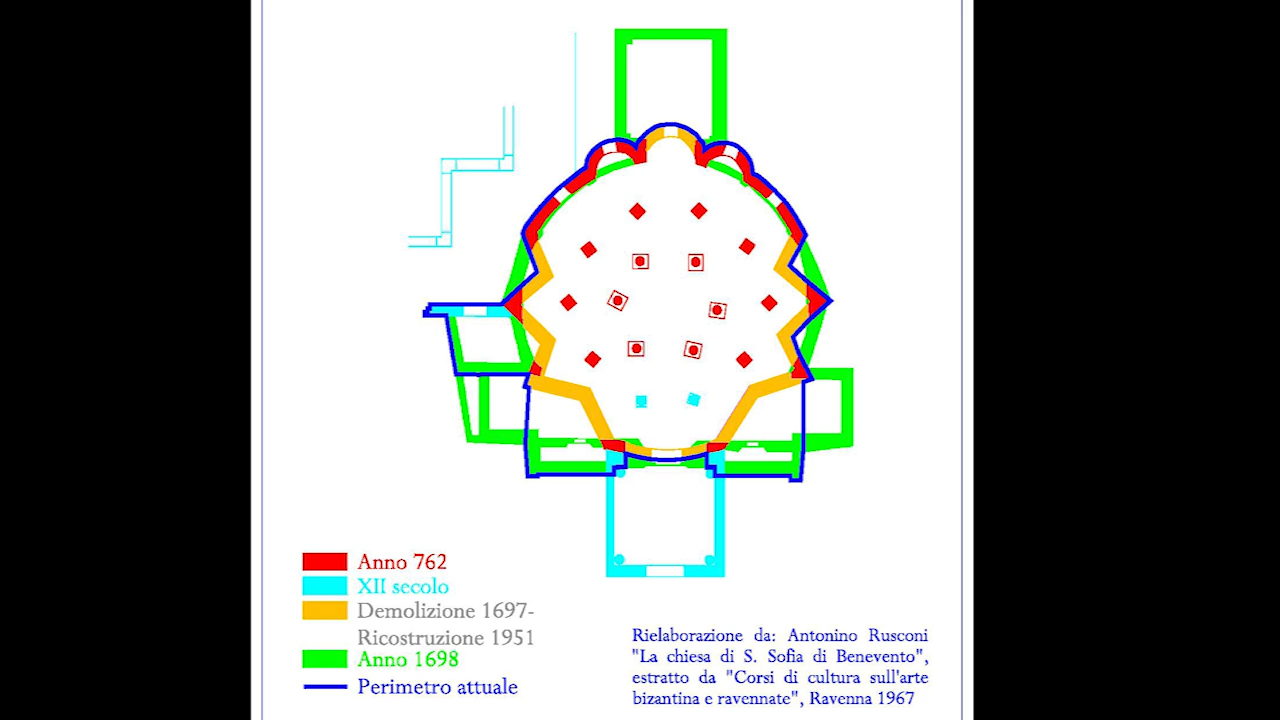 Anno 762
XII secolo
Demolizione 1697-
Ricostruzione 1951
Anno 1698
Perimetro attuale
Rielaborazione da: Antonino Rusconi
"La chiesa di S. Sofia di Benevento",
estratto da "Corsi di cultura sull'arte
bizantina e ravennate", Ravenna 1967